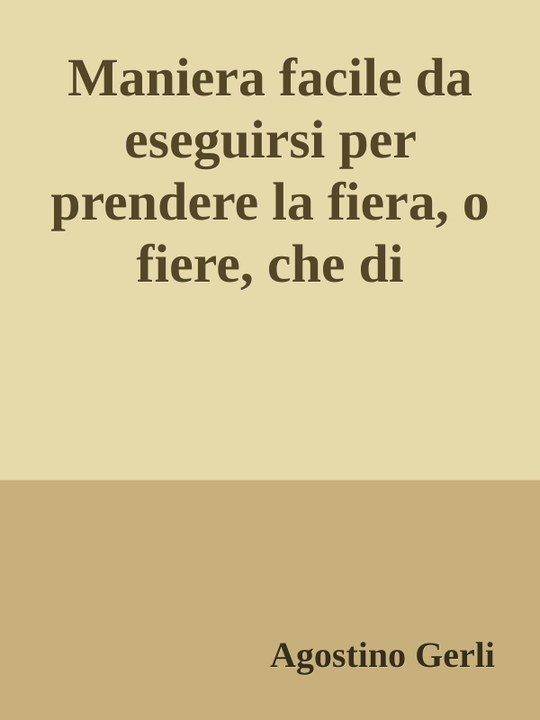 Maniera facile da
eseguirsi per
prendere la fiera, o
fiere, che di
Agostino Gerli